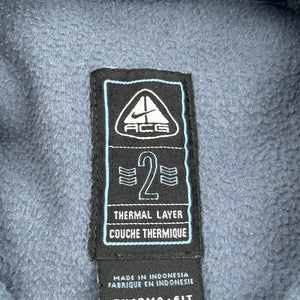 ACG
2
THERMAL LAYER
COUCHE THERMIQUE
MADE IN INDONESIA
FABRIQUE EN INDONESIE